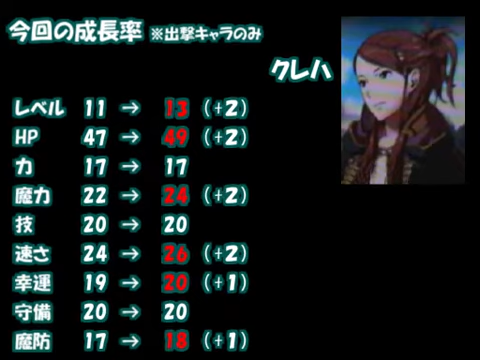 今回の成長率 ※出撃キャラのみ
クレハ
レベル 11 → 13 (+2)
HP 47 → 49 (+2)
力 17 → 17
魔力 22 → 24 (+2)
技 20 → 20
速さ 24 → 26 (+2)
幸運 19 → 20 (+1)
守備 20 → 20
魔防 17 → 18 (+1)